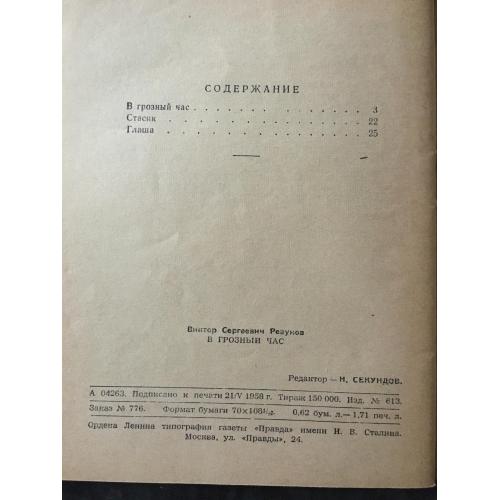 СОДЕРЖАНИЕ
В грозный час . . . . . . . . . . . . . 3
Стасик . . . . . . . . . . . . . . . 22
Глаша . . . . . . . . . . . . . . . 25
Виктор Сергеевич Ревунов
В ГРОЗНЫЙ ЧАС
Редактор — Н. СЕКУНДОВ.
А 04263. Подписано к печати 21/V 1958 г. Тираж 150 000. Изд. № 613.
Заказ № 776. Формат бумаги 70×108¹/₃₂. 0,62 бум. л.— 1,71 печ. л.
Ордена Ленина типография газеты «Правда» имени И. В. Сталина.
Москва, ул. «Правды», 24.